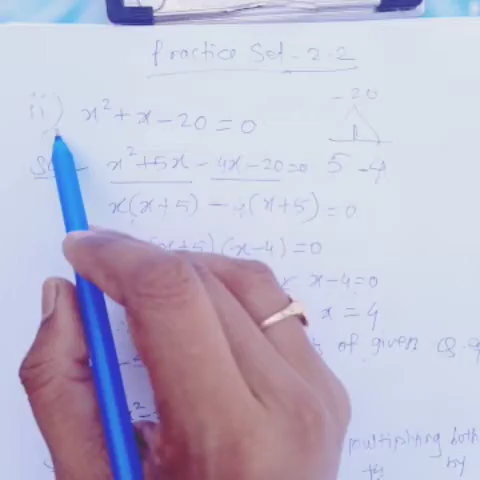 Practice Set - 2.2
ii) x² + x - 20 = 0
-20
x² + 5x - 4x - 20 = 0
5 -4
x(x+5) - 4(x+5) = 0
(x+5) (x-4) = 0
x-4=0
x = 4
of given Q.
multiplying both
by